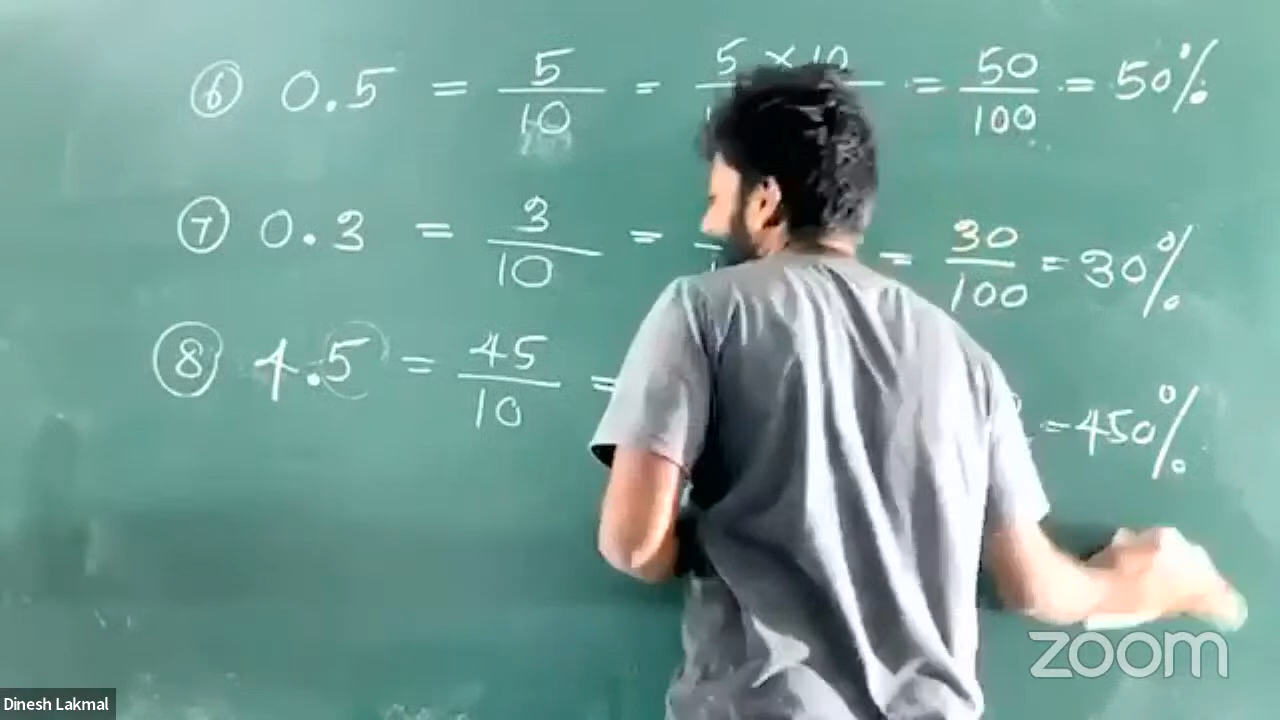 ⑥ 0.5 = 5/10 = 5 × 10 = 50/100 = 50%
⑦ 0.3 = 3/10 = = 30/100 = 30%
⑧ 4.5 = 45/10 = = 450%
zoom
Dinesh Lakmal